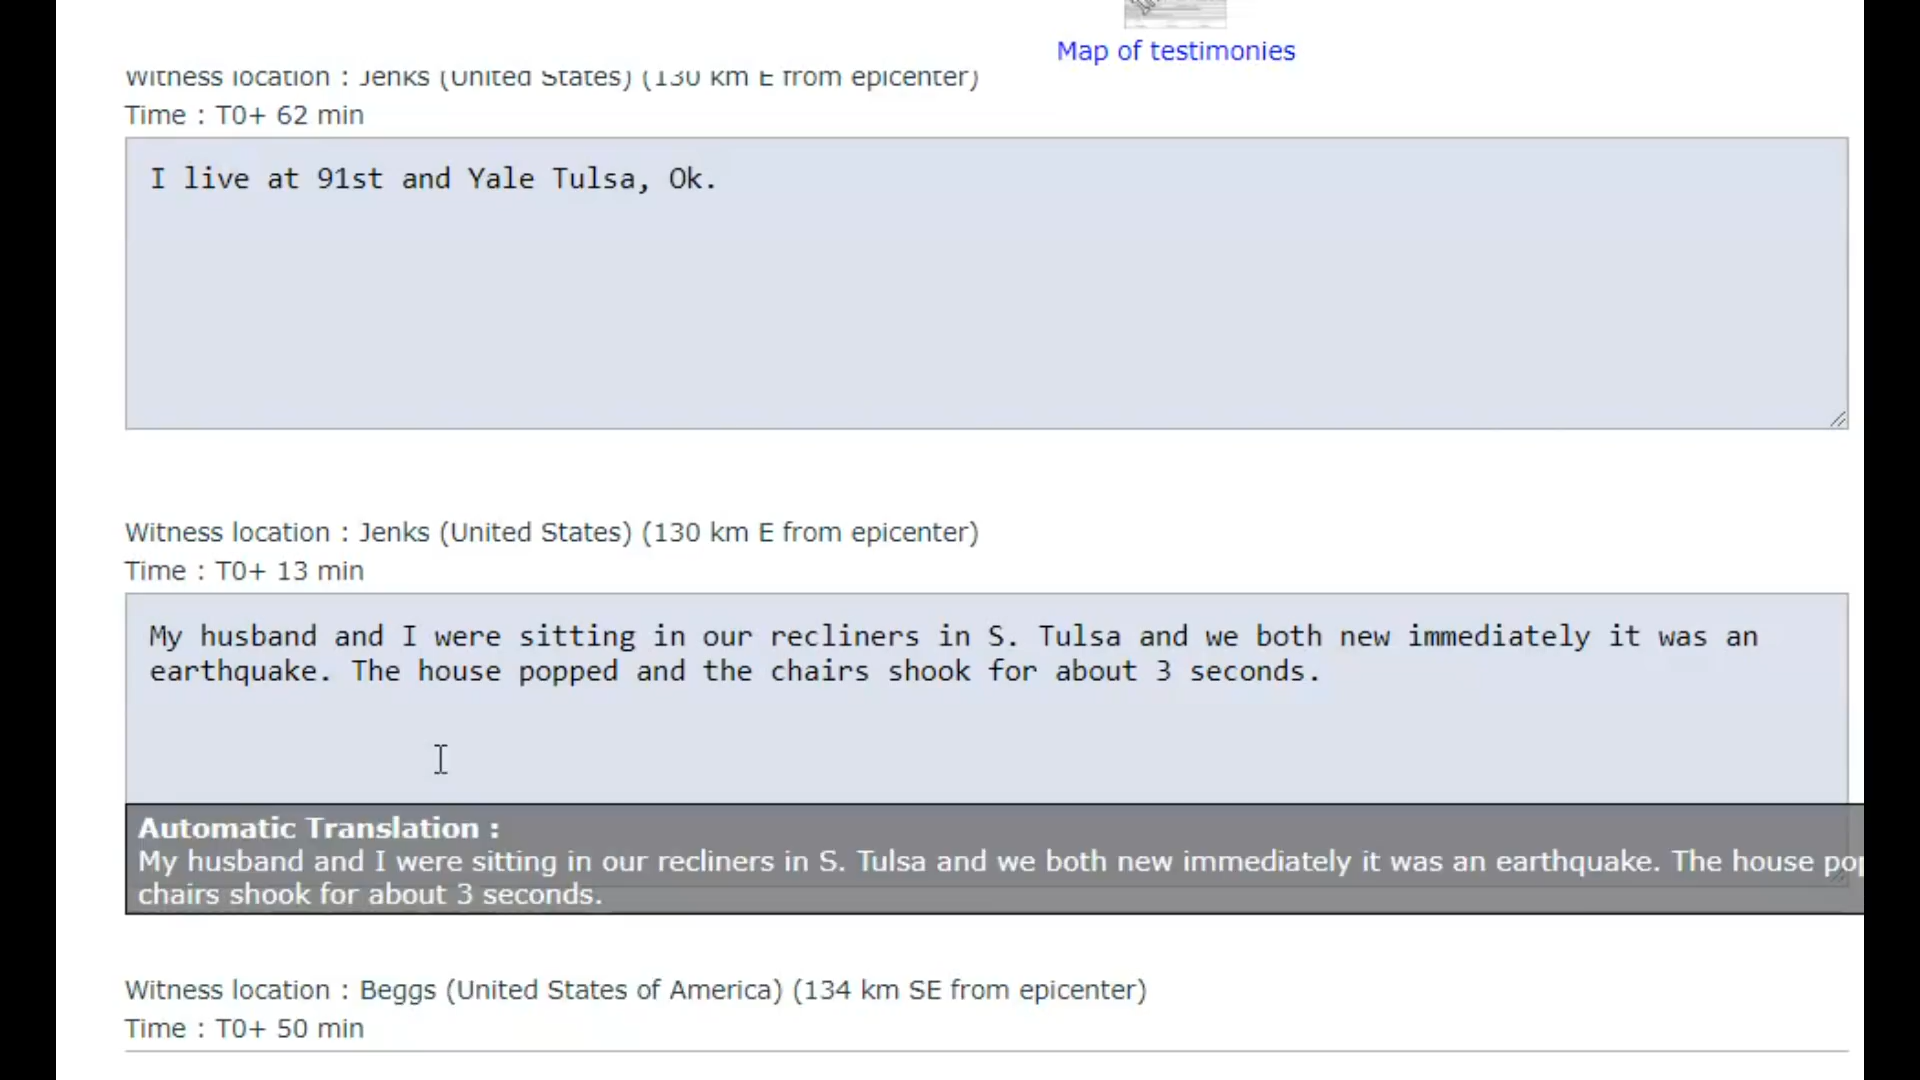 Map of testimonies
Witness location : Jenks (United States) (130 km E from epicenter)
Time : T0+ 62 min
I live at 91st and Yale Tulsa, Ok.
Witness location : Jenks (United States) (130 km E from epicenter)
Time : T0+ 13 min
My husband and I were sitting in our recliners in S. Tulsa and we both new immediately it was an
earthquake. The house popped and the chairs shook for about 3 seconds.
Automatic Translation :
My husband and I were sitting in our recliners in S. Tulsa and we both new immediately it was an earthquake. The house
chairs shook for about 3 seconds.
Witness location : Beggs (United States of America) (134 km SE from epicenter)
Time : T0+ 50 min